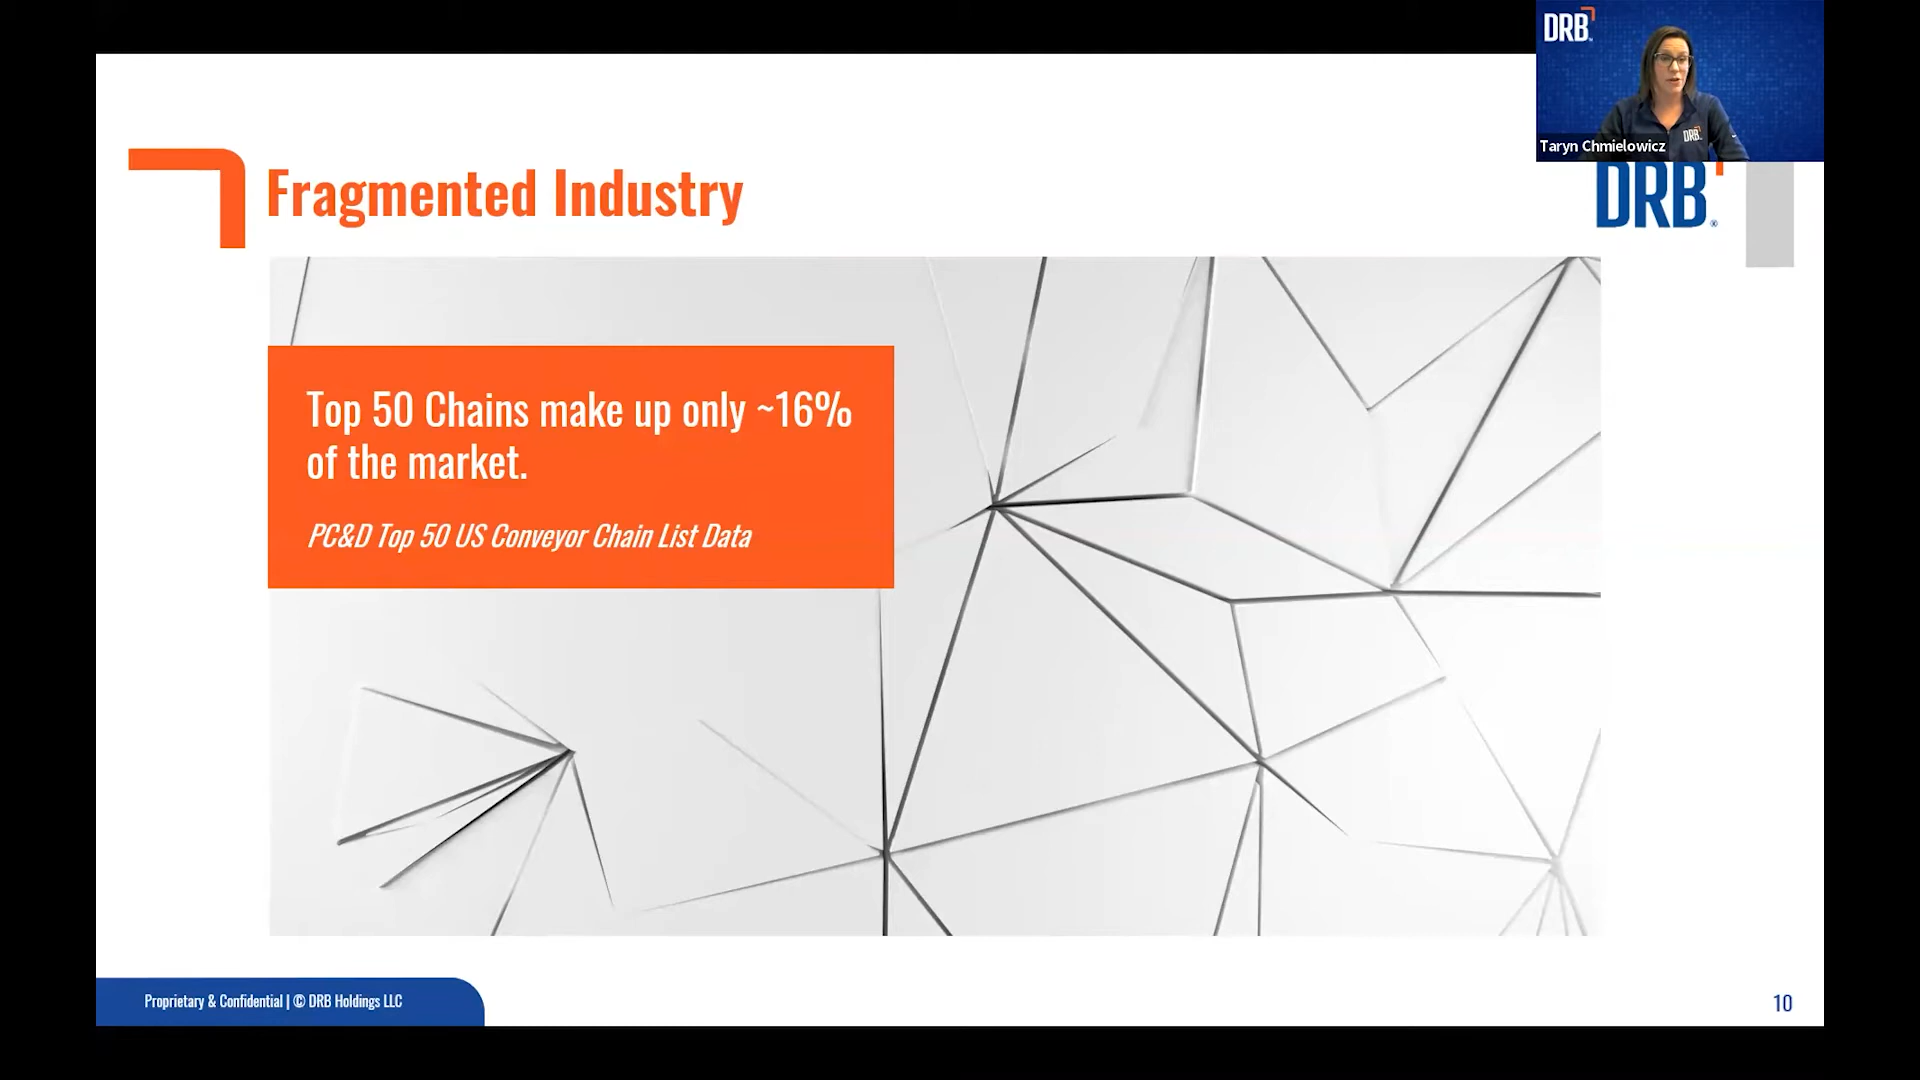 DRB
DRB
Taryn Chmielowicz
Fragmented Industry
DRB®
Top 50 Chains make up only ~16%
of the market.
PC&D Top 50 US Conveyor Chain List Data
Proprietary & Confidential | © DRB Holdings LLC
10